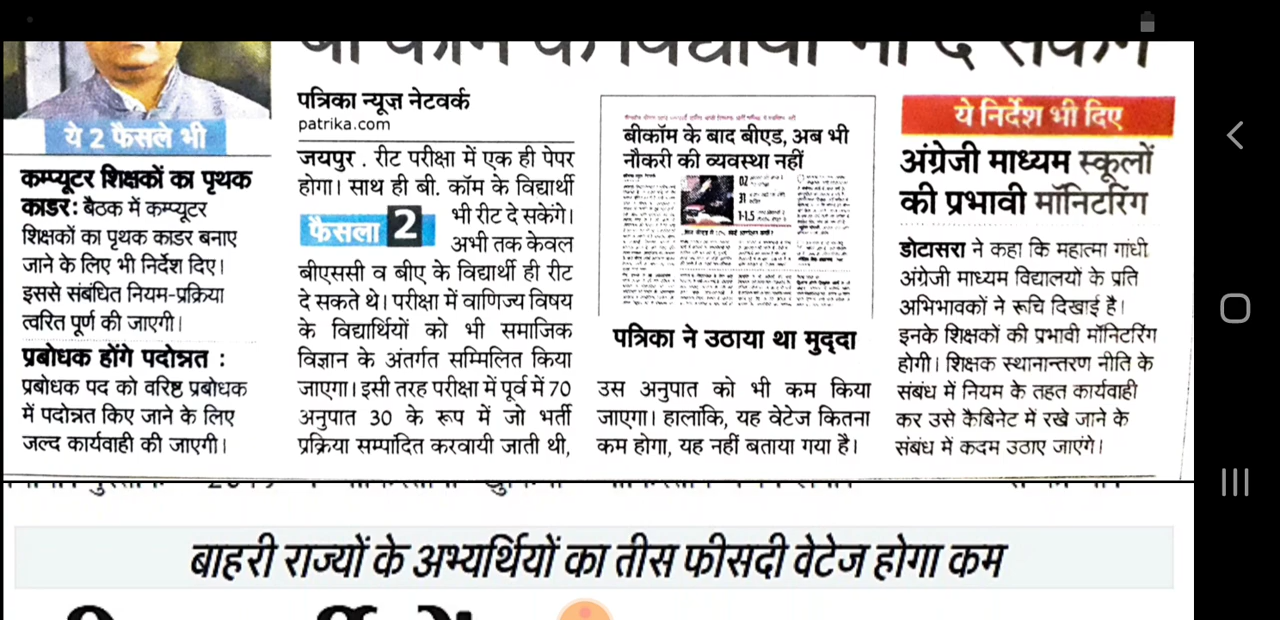 ये 2 फैसले भी
कम्प्यूटर शिक्षकों का पृथक
काडर: बैठक में कम्प्यूटर
शिक्षकों का पृथक काडर बनाए
जाने के लिए भी निर्देश दिए।
इससे संबंधित नियम-प्रक्रिया
त्वरित पूर्ण की जाएगी।
प्रबोधक होंगे पदोन्नत :
प्रबोधक पद को वरिष्ठ प्रबोधक
में पदोन्नत किए जाने के लिए
जल्द कार्यवाही की जाएगी।
पत्रिका न्यूज नेटवर्क
patrika.com
जयपुर . रीट परीक्षा में एक ही पेपर
होगा। साथ ही बी. कॉम के विद्यार्थी
भी रीट दे सकेंगे।
फैसला 2
अभी तक केवल
बीएससी व बीए के विद्यार्थी ही रीट
दे सकते थे। परीक्षा में वाणिज्य विषय
के विद्यार्थियों को भी समाजिक
विज्ञान के अंतर्गत सम्मिलित किया
जाएगा। इसी तरह परीक्षा में पूर्व में 70
अनुपात 30 के रूप में जो भर्ती
प्रक्रिया सम्पांदित करवायी जाती थी,
बीकॉम के बाद बीएड, अब भी
नौकरी की व्यवस्था नहीं
02
31
1-1.5
पत्रिका ने उठाया था मुद्दा
उस अनुपात को भी कम किया
जाएगा। हालांकि, यह वेटेज कितना
कम होगा, यह नहीं बताया गया है।
ये निर्देश भी दिए
अंग्रेजी माध्यम स्कूलों
की प्रभावी मॉनिटरिंग
डोटासरा ने कहा कि महात्मा गांधी
अंग्रेजी माध्यम विद्यालयों के प्रति
अभिभावकों ने रूचि दिखाई है।
इनके शिक्षकों की प्रभावी मॉनिटरिंग
होगी। शिक्षक स्थानान्तरण नीति के
संबंध में नियम के तहत कार्यवाही
कर उसे कैबिनेट में रखे जाने के
संबंध में कदम उठाए जाएंगे।
बाहरी राज्यों के अभ्यर्थियों का तीस फीसदी वेटेज होगा कम